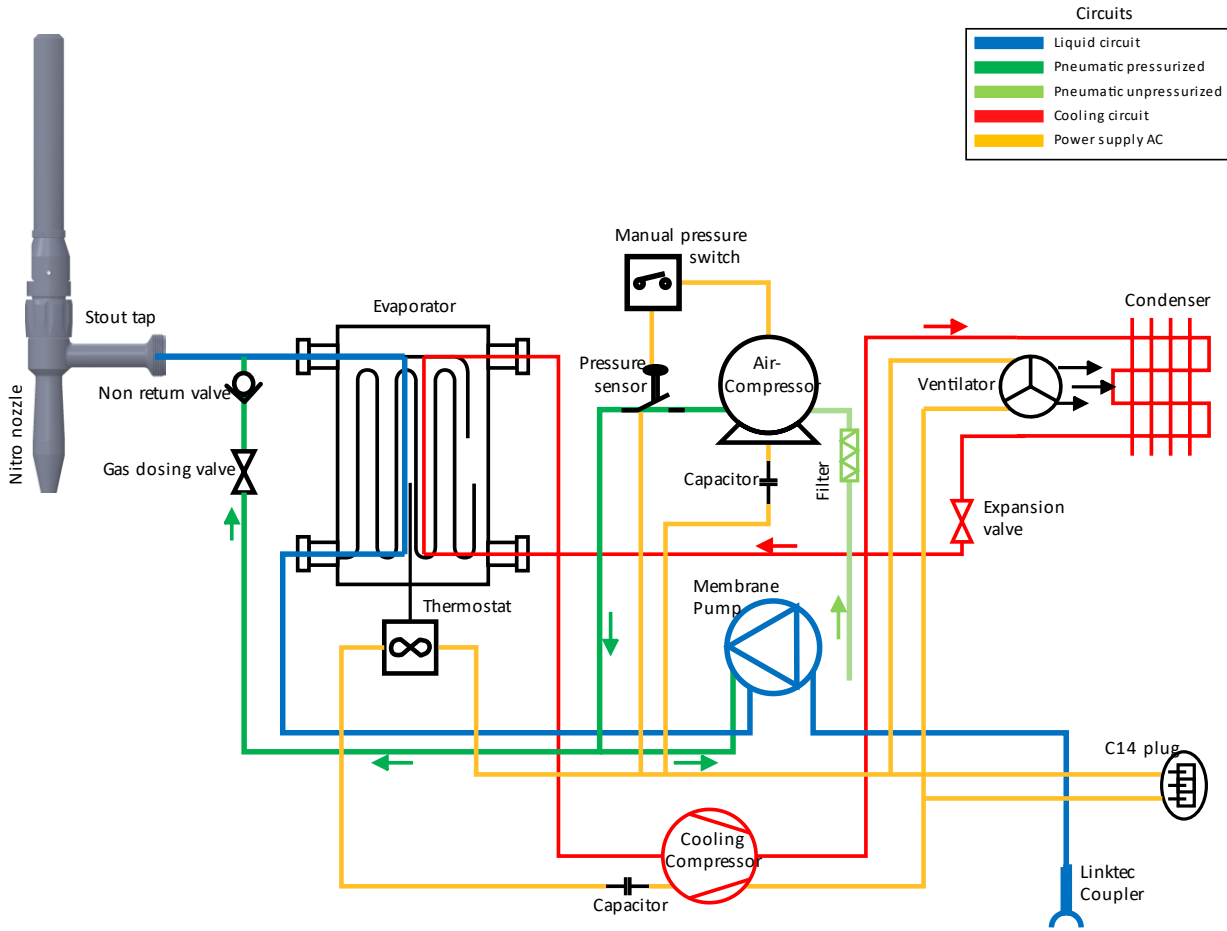 Circuits
Liquid circuit
Pneumatic pressurized
Pneumatic unpressurized
Cooling circuit
Power supply AC
Manual pressure
switch
Evaporator
Condenser
Stout tap
Pressure
sensor
Air-
Compressor
Ventilator
Non return valve
Nitro nozzle
Gas dosing valve
Capacitor
Filter
Expansion
valve
Membrane
Pump
Thermostat
C14 plug
Cooling
Compressor
Linktec
Coupler
Capacitor